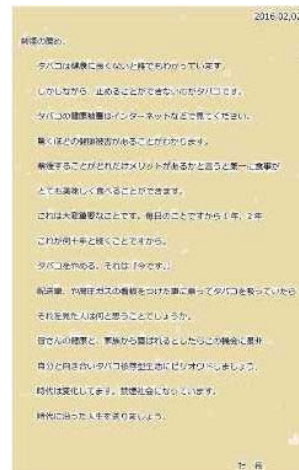 2016.02.02
禁煙の薦め。
タバコは健康に良くないと誰でもわかっています。
しかしながら、止めることができないのがタバコです。
タバコの健康被害はインターネットなどで見てください。
驚くほどの健康被害があることがわかります。
禁煙することがどれだけメリットがあるかと言うと第一に食事が
とても美味しく食べることができます。
これは大変重要なことです。毎日のことですから1年、2年
これが何十年と続くことですから。
タバコをやめる、それは「今です。」
配送車、や高圧ガスの看板をつけた車に乗ってタバコを吸っていたら
それを見た人は何と思うことでしょうか。
皆さんの健康と、家族から喜ばれるとしたらこの機会に是非
自分と向き合いタバコ依存型生活にピリオドしましょう。
時代は変化してます。禁煙社会になっています。
時代に沿った人生を送りましょう。
社 長